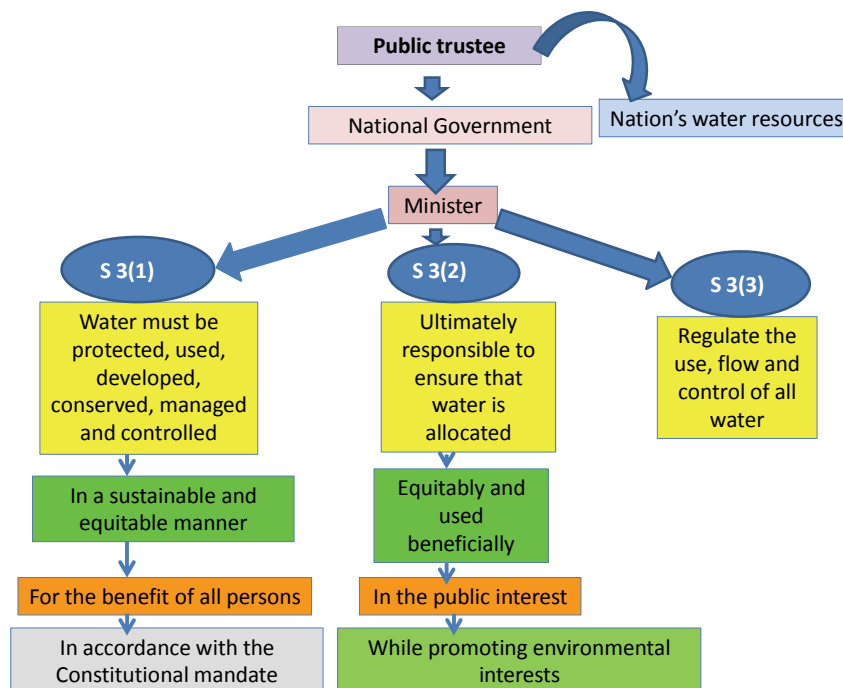 Public trustee
Nation’s water resources
National Government
Minister
S 3(1)
Water must be
protected, used,
developed,
conserved, managed
and controlled
In a sustainable and
equitable manner
For the benefit of all persons
In accordance with the
Constitutional mandate
S 3(2)
Ultimately
responsible to
ensure that
water is
allocated
Equitably and
used
beneficially
In the public interest
While promoting environmental
interests
S 3(3)
Regulate the
use, flow and
control of all
water